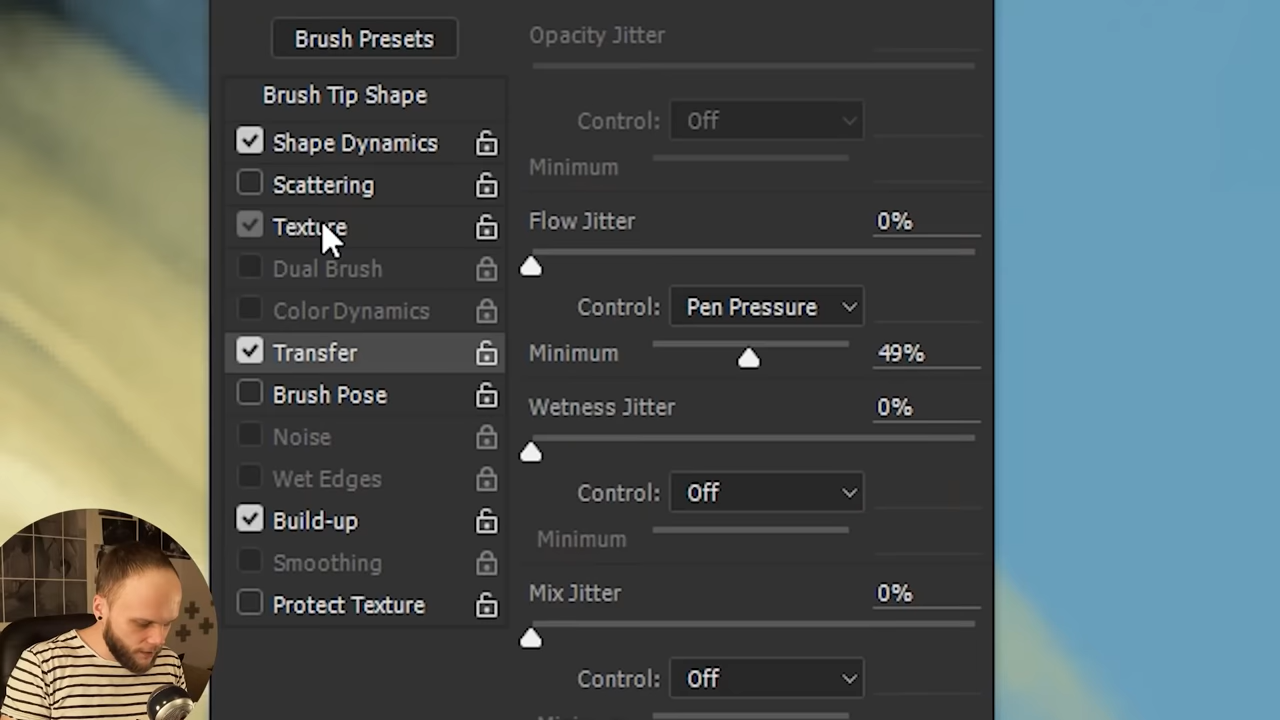 Brush Presets
Brush Tip Shape
Shape Dynamics
Scattering
Texture
Dual Brush
Color Dynamics
Transfer
Brush Pose
Noise
Wet Edges
Build-up
Smoothing
Protect Texture
Opacity Jitter
Control: Off
Minimum
Flow Jitter 0%
Control: Pen Pressure
Minimum 49%
Wetness Jitter 0%
Control: Off
Minimum
Mix Jitter 0%
Control: Off